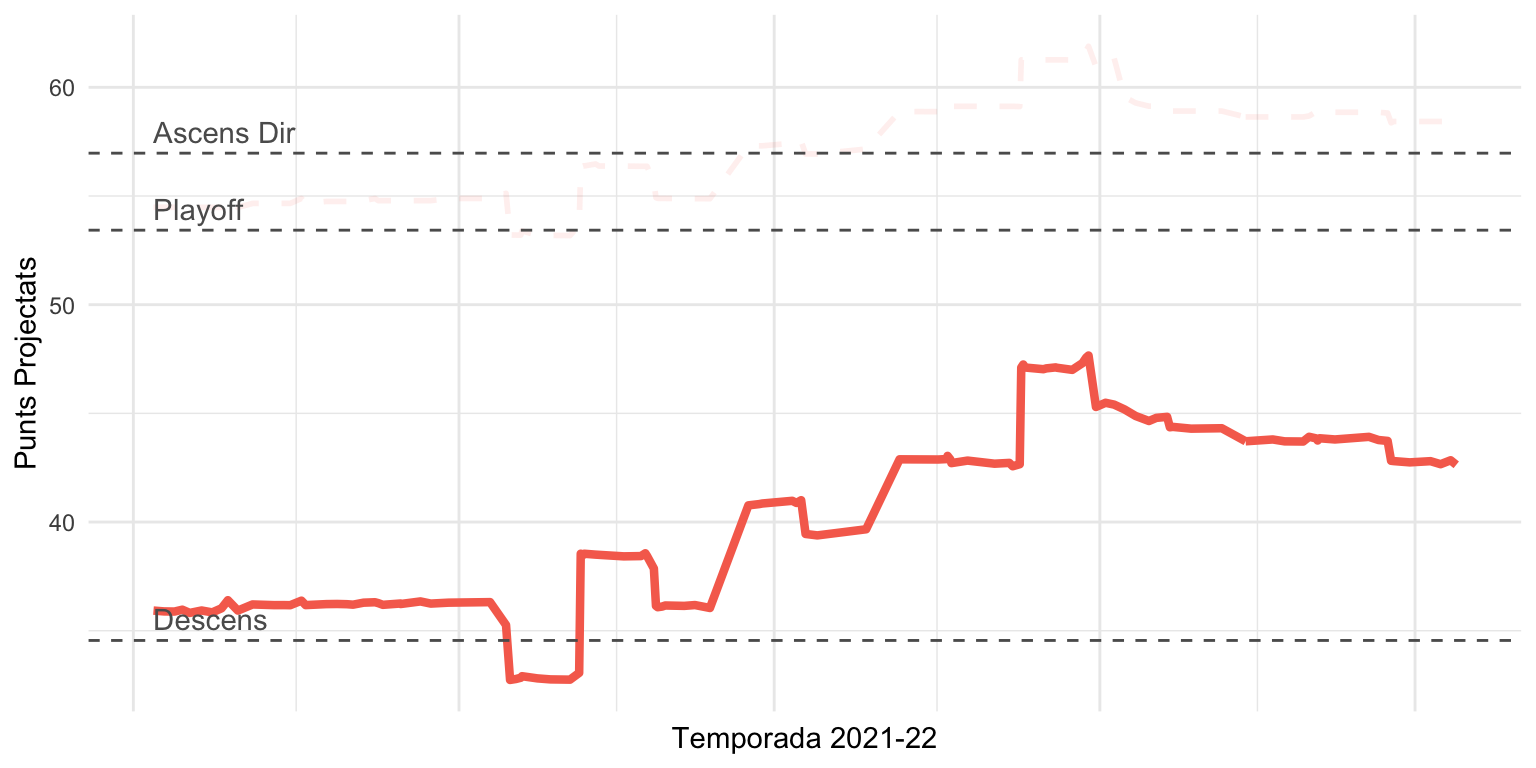 60
Ascens Dir
Playoff
50
Punts Projectats
40
Descens
Temporada 2021-22